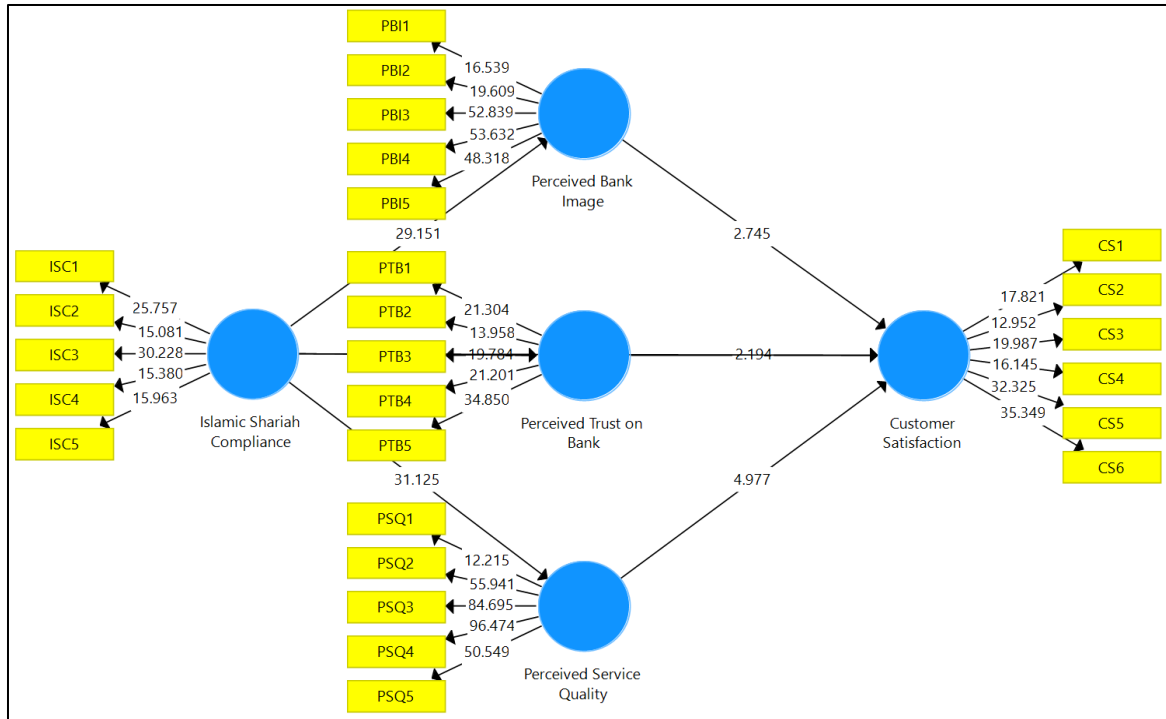 PBI1
PBI2
PBI3
PBI4
PBI5
16.539
19.609
52.839
53.632
48.318
Perceived Bank
Image
29.151
2.745
ISC1
ISC2
ISC3
ISC4
ISC5
25.757
15.081
30.228
15.380
15.963
Islamic Shariah
Compliance
PTB1
PTB2
PTB3
PTB4
PTB5
21.304
13.958
19.784
21.201
34.850
Perceived Trust on
Bank
2.194
CS1
CS2
CS3
CS4
CS5
CS6
17.821
12.952
19.987
16.145
32.325
35.349
Customer
Satisfaction
31.125
4.977
PSQ1
PSQ2
PSQ3
PSQ4
PSQ5
12.215
55.941
84.695
96.474
50.549
Perceived Service
Quality